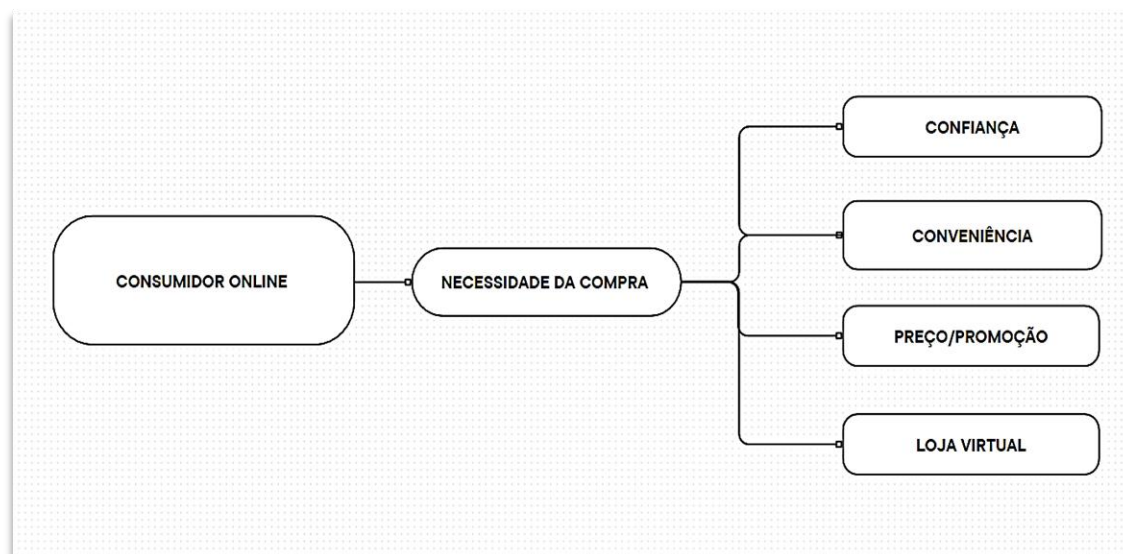 CONSUMIDOR ONLINE
NECESSIDADE DA COMPRA
CONFIANÇA
CONVENIÊNCIA
PREÇO/PROMOÇÃO
LOJA VIRTUAL